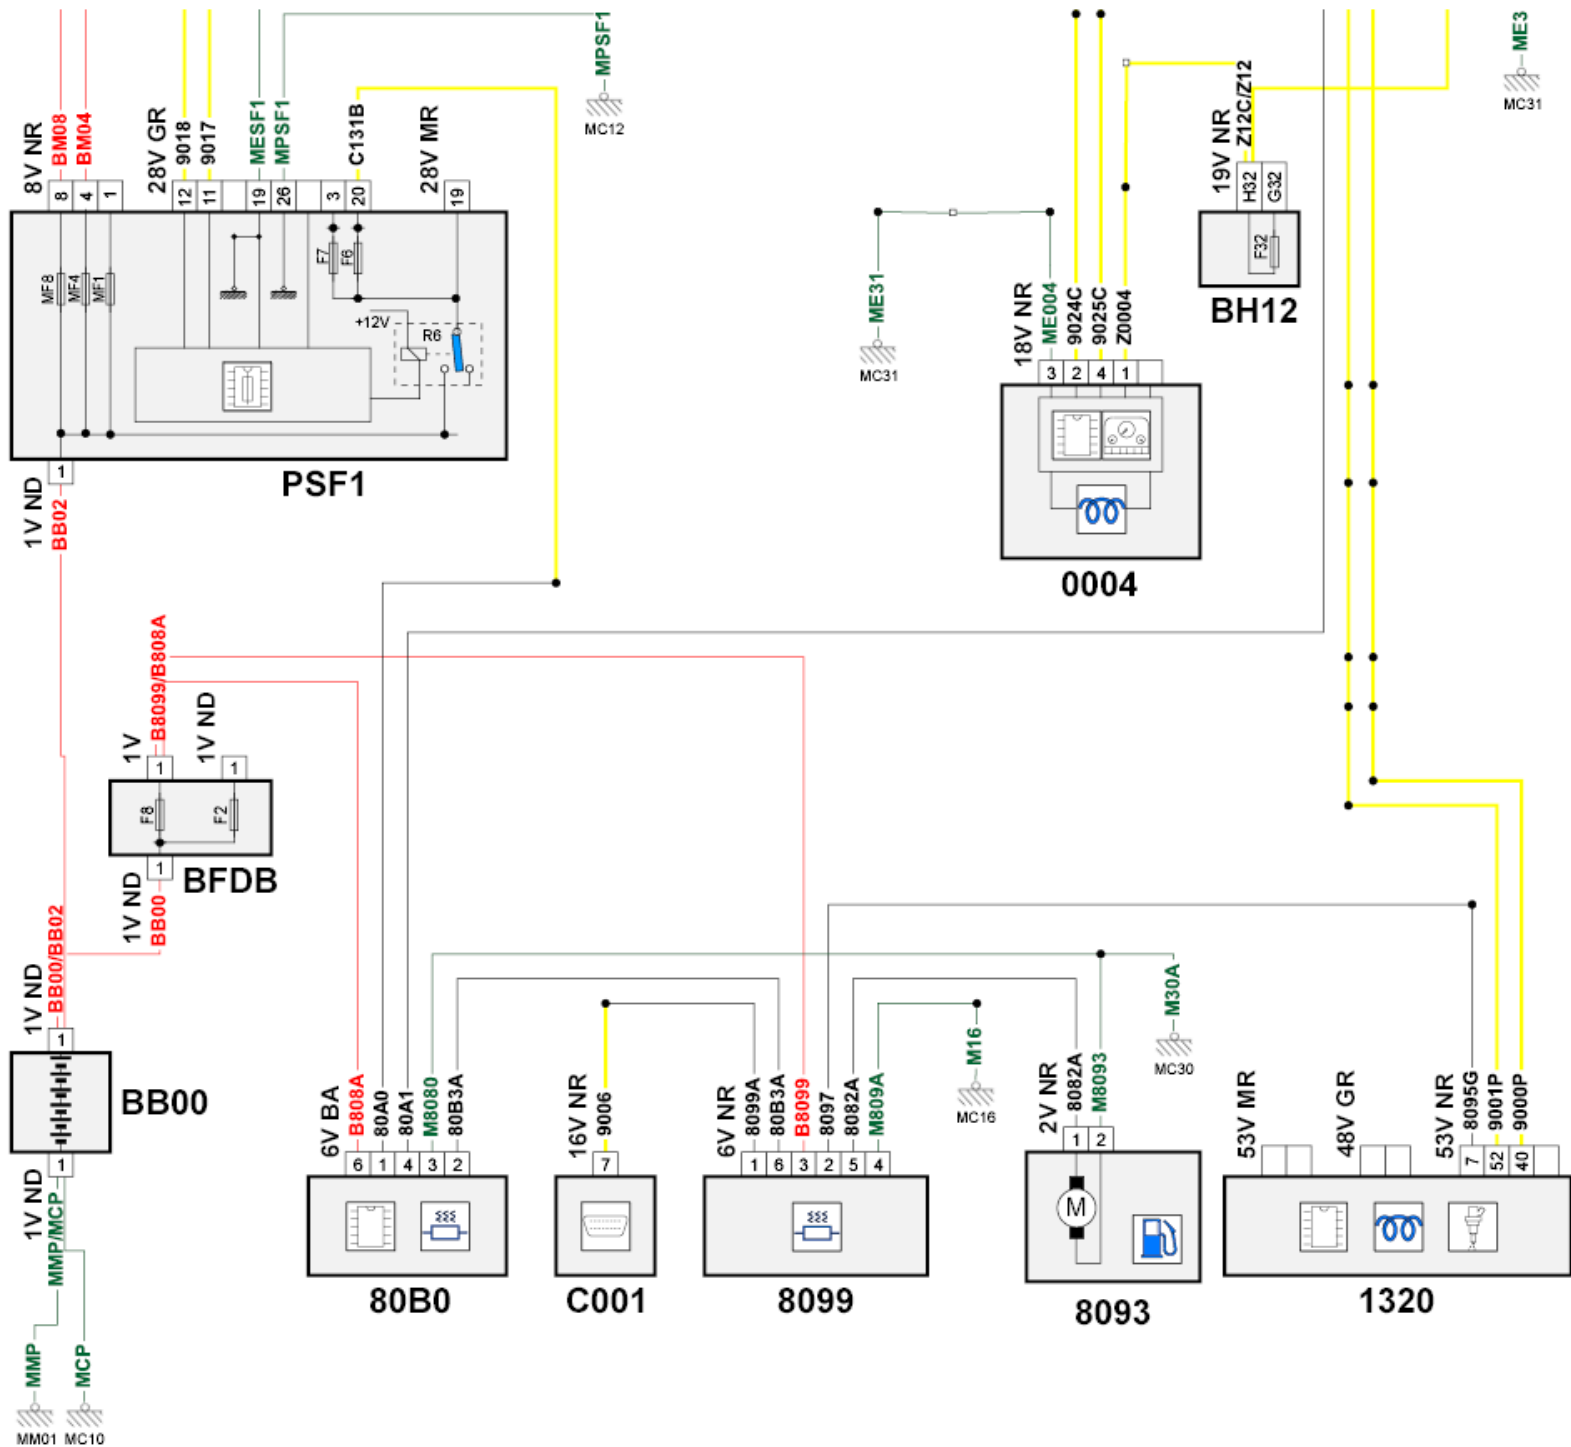 8V NR
BM08
BM04
28V GR
9018
9017
MESF1
MPSF1
C131B
28V MR
MPSF1
MC12
8
4
1
12
11
19
26
3
20
19
MF8
MF4
MF1
F7
F6
+12V
R6
PSF1
1
1V ND
BB02
ME3
MC31
19V NR
Z12C/Z12
H32
G32
F32
BH12
ME31
MC31
18V NR
ME004
9024C
9025C
Z0004
3
2
4
1
0004
B8099/B808A
1V
1V ND
1
1
F8
F2
1
BFDB
1V ND
BB00
1V ND
BB00/BB02
1
BB00
1
1V ND
MMP/MCP
MMP
MCP
MM01
MC10
6V BA
B808A
80A0
80A1
M8080
80B3A
6
1
4
3
2
80B0
16V NR
9006
7
C001
6V NR
8099A
80B3A
B8099
8097
8082A
M809A
1
6
3
2
5
4
8099
M16
MC16
2V NR
8082A
M8093
1
2
M
8093
M30A
MC30
53V MR
48V GR
53V NR
8095G
9001P
9000P
7
52
40
1320